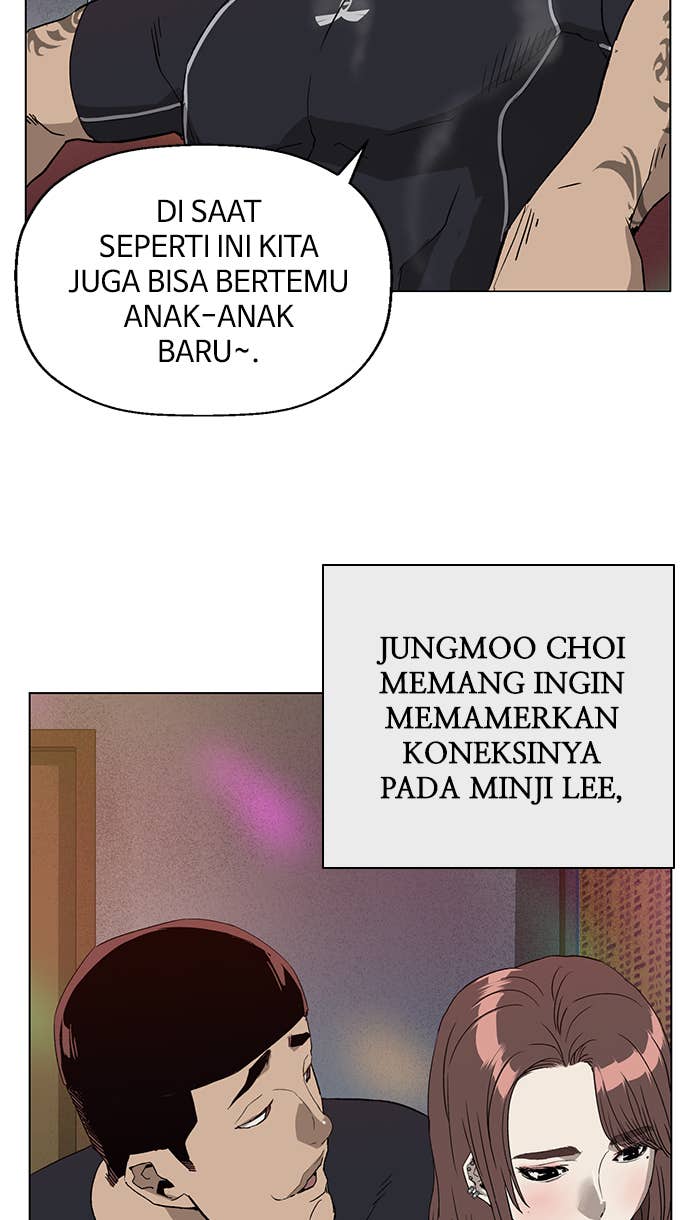 DI SAAT
SEPERTI INI KITA
JUGA BISA BERTEMU
ANAK-ANAK
BARU~.
JUNGMOO CHOI
MEMANG INGIN
MEMAMERKAN
KONEKSINYA
PADA MINJI LEE,